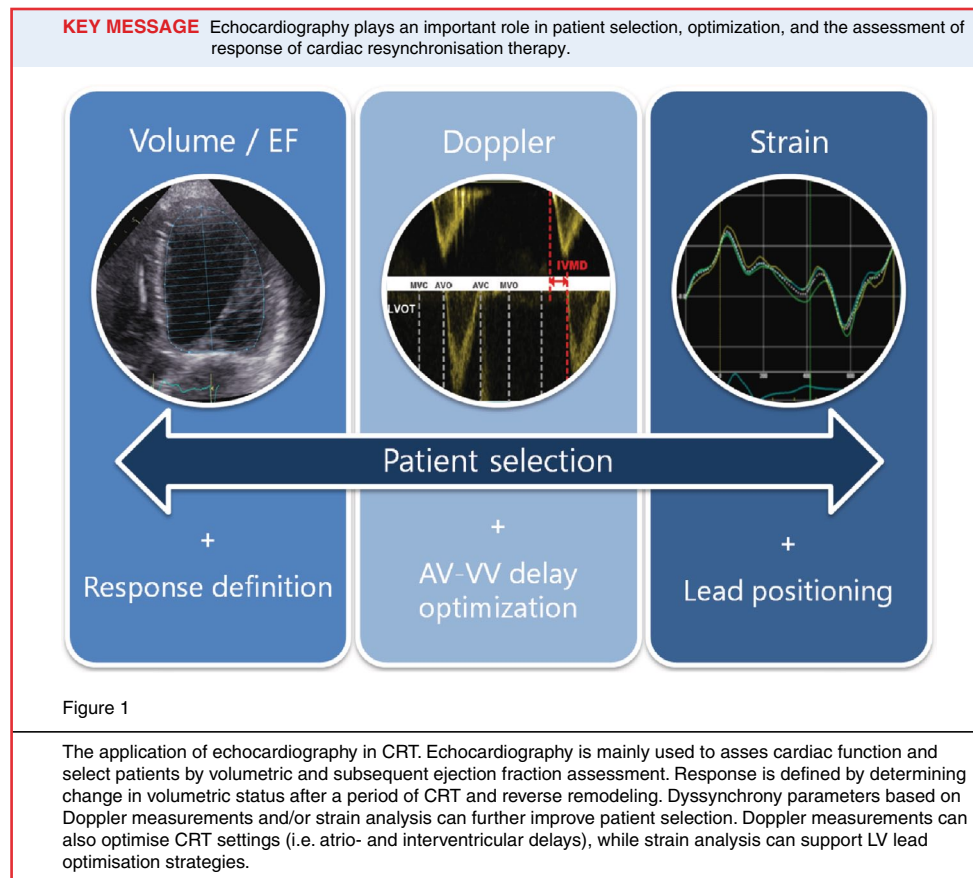 KEY MESSAGE Echocardiography plays an important role in patient selection, optimization, and the assessment of
response of cardiac resynchronisation therapy.
Volume / EF
Doppler
Strain
IVMD
MVC AVO AVC MVO
LVOT
Patient selection
+
Response definition
+
AV-VV delay
optimization
+
Lead positioning
Figure 1
The application of echocardiography in CRT. Echocardiography is mainly used to asses cardiac function and
select patients by volumetric and subsequent ejection fraction assessment. Response is defined by determining
change in volumetric status after a period of CRT and reverse remodeling. Dyssynchrony parameters based on
Doppler measurements and/or strain analysis can further improve patient selection. Doppler measurements can
also optimise CRT settings (i.e. atrio- and interventricular delays), while strain analysis can support LV lead
optimisation strategies.